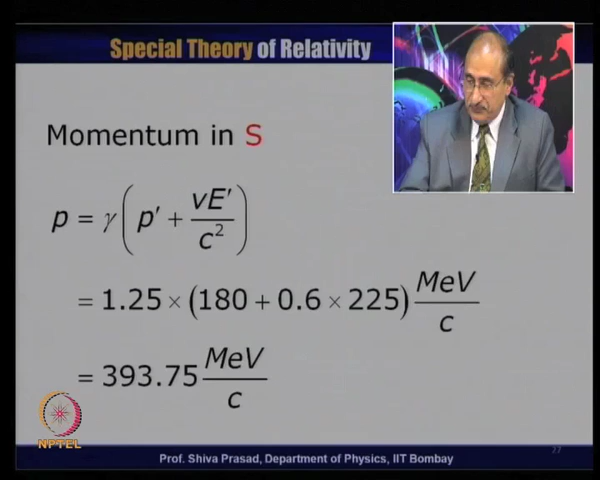 Special Theory of Relativity
Momentum in S
p = γ(p′ + vE′/c²)
= 1.25 × (180 + 0.6 × 225) MeV/c
= 393.75 MeV/c
NPTEL
Prof. Shiva Prasad, Department of Physics, IIT Bombay
27